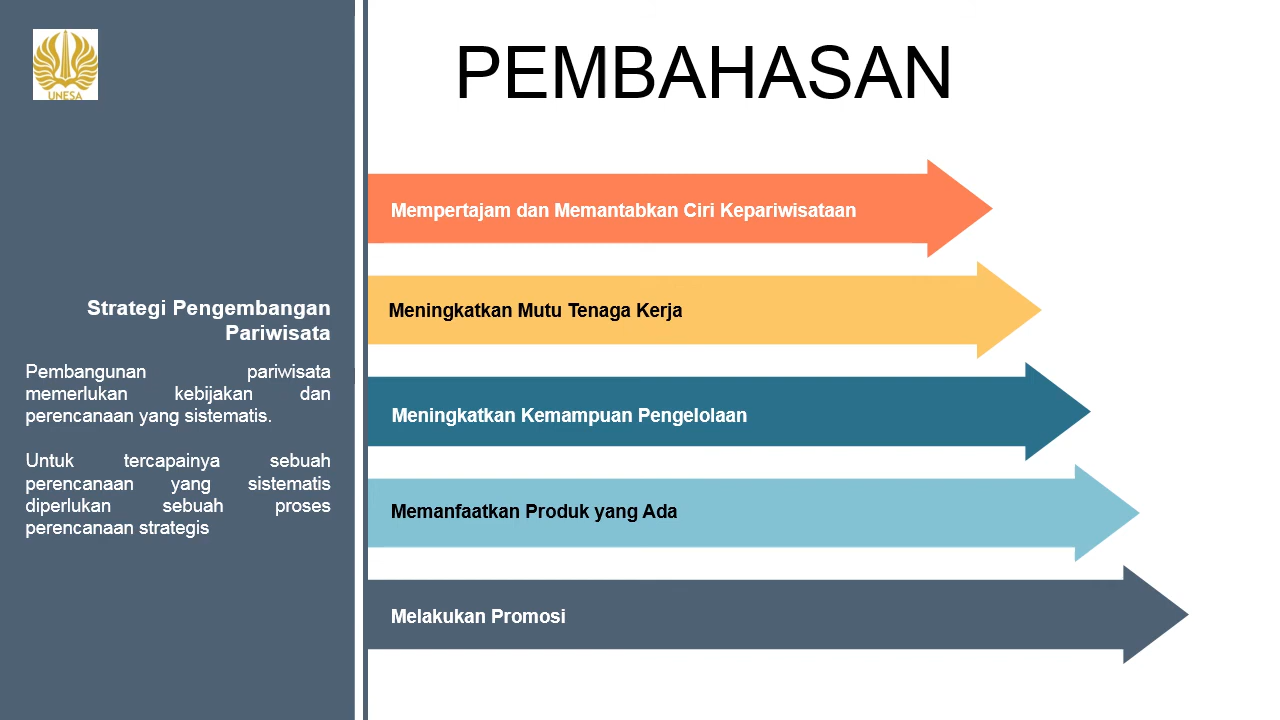 UNESA
PEMBAHASAN
Strategi Pengembangan
Pariwisata
Pembangunan pariwisata
memerlukan kebijakan dan
perencanaan yang sistematis.
Untuk tercapainya sebuah
perencanaan yang sistematis
diperlukan sebuah proses
perencanaan strategis
Mempertajam dan Memantabkan Ciri Kepariwisataan
Meningkatkan Mutu Tenaga Kerja
Meningkatkan Kemampuan Pengelolaan
Memanfaatkan Produk yang Ada
Melakukan Promosi